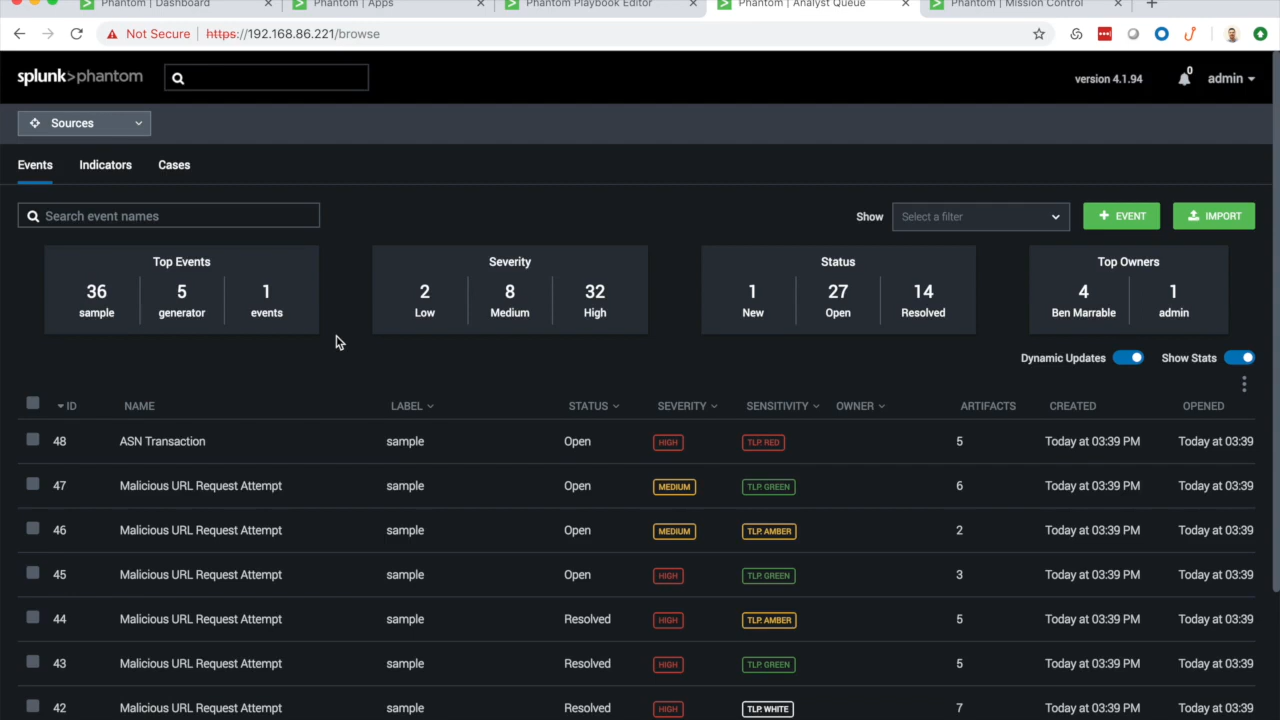 Phantom | Dashboard
Phantom | Apps
Phantom Playbook Editor
Phantom | Analyst Queue
Phantom | Mission Control
Not Secure | https://192.168.86.221/browse
splunk>phantom
version 4.1.94
0
admin
Sources
Events Indicators Cases
Search event names
Show Select a filter
+ EVENT
IMPORT
Top Events
36 5 1
sample generator events
Severity
2 8 32
Low Medium High
Status
1 27 14
New Open Resolved
Top Owners
4 1
Ben Marrable admin
Dynamic Updates Show Stats
ID NAME LABEL STATUS SEVERITY SENSITIVITY OWNER ARTIFACTS CREATED OPENED
48 ASN Transaction sample Open HIGH TLP: RED 5 Today at 03:39 PM Today at 03:39
47 Malicious URL Request Attempt sample Open MEDIUM TLP: GREEN 6 Today at 03:39 PM Today at 03:39
46 Malicious URL Request Attempt sample Open MEDIUM TLP: AMBER 2 Today at 03:39 PM Today at 03:39
45 Malicious URL Request Attempt sample Open HIGH TLP: GREEN 3 Today at 03:39 PM Today at 03:39
44 Malicious URL Request Attempt sample Resolved HIGH TLP: AMBER 5 Today at 03:39 PM Today at 03:39
43 Malicious URL Request Attempt sample Resolved HIGH TLP: GREEN 5 Today at 03:39 PM Today at 03:39
42 Malicious URL Request Attempt sample Resolved HIGH TLP: WHITE 7 Today at 03:39 PM Today at 03:39